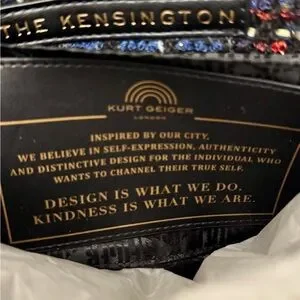 THE KENSINGTON
KURT GEIGER
LONDON
INSPIRED BY OUR CITY,
WE BELIEVE IN SELF-EXPRESSION, AUTHENTICITY
AND DISTINCTIVE DESIGN FOR THE INDIVIDUAL WHO
WANTS TO CHANNEL THEIR TRUE SELF.
DESIGN IS WHAT WE DO.
KINDNESS IS WHAT WE ARE.